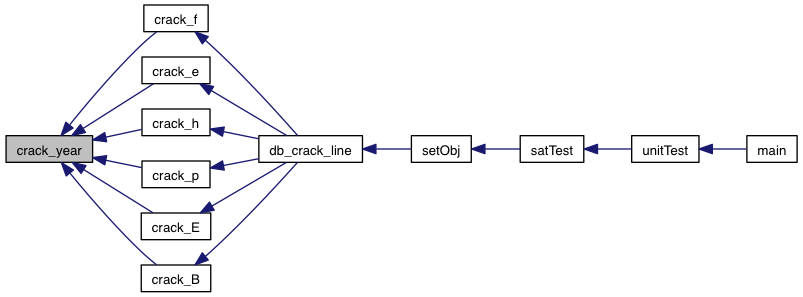 crack_f
crack_e
crack_h
crack_year
db_crack_line
setObj
satTest
unitTest
main
crack_p
crack_E
crack_B